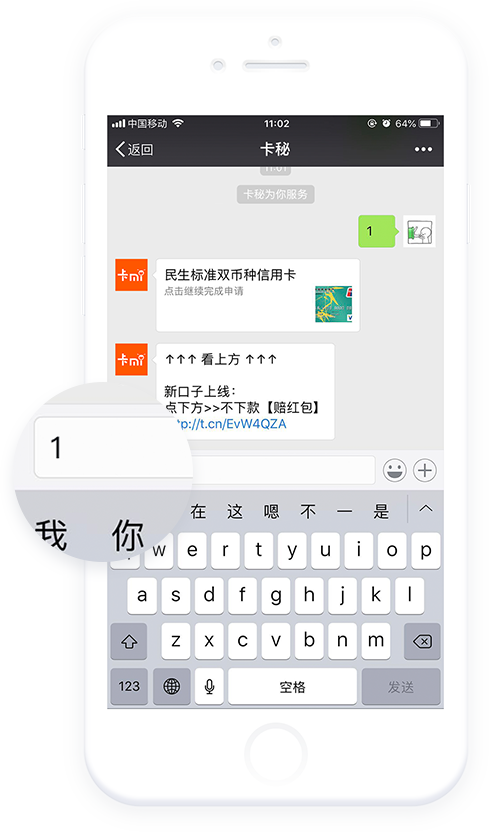 中国移动 11:02 64%
返回 卡秘
11:01
卡秘为你服务
1
卡mi
民生标准双币种信用卡
点击继续完成申请
卡mi
↑↑↑ 看上方 ↑↑↑
新口子上线:
点下方>>不下款【赔红包】
http://t.cn/EvW4QZA
1
我 你 在 这 嗯 不 一 是
w e r t y u i o p
a s d f g h j k l
z x c v b n m
123 空格 发送